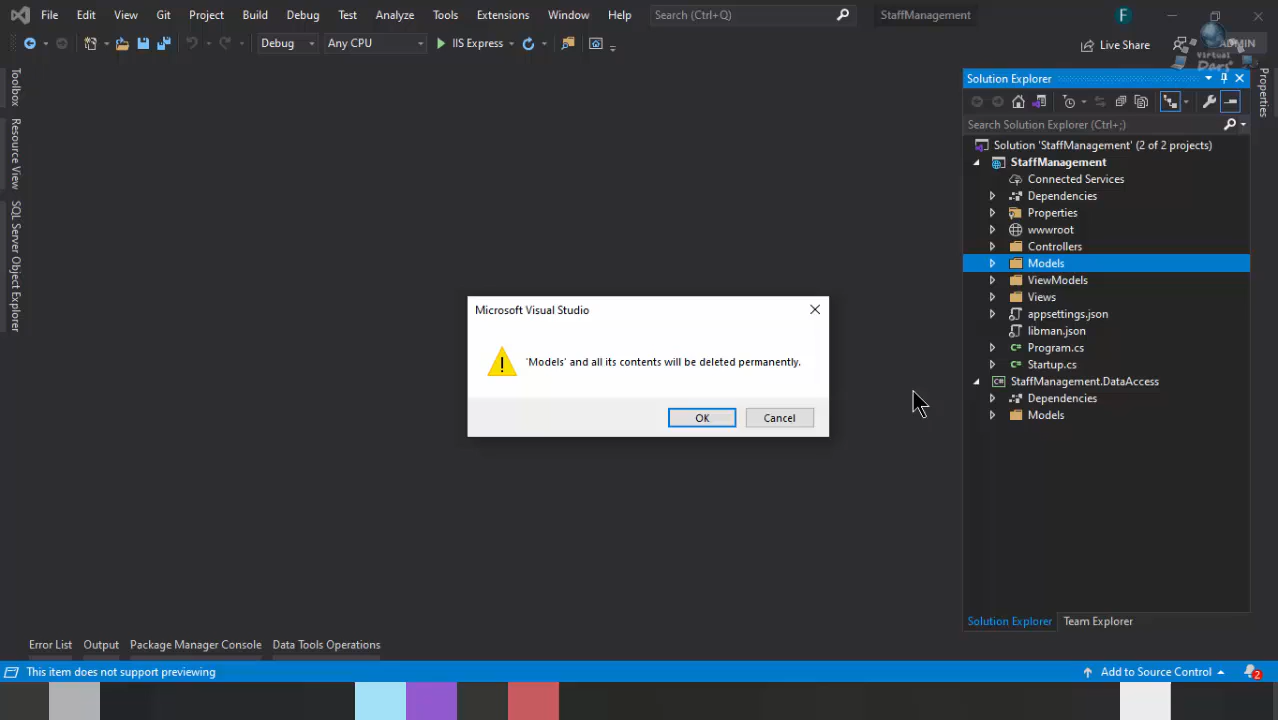 File Edit View Git Project Build Debug Test Analyze Tools Extensions Window Help Search (Ctrl+Q) StaffManagement F
Debug Any CPU IIS Express Live Share ADMIN
Virtual
Dars
Toolbox
Resource View
SQL Server Object Explorer
Solution Explorer
Search Solution Explorer (Ctrl+;)
Solution 'StaffManagement' (2 of 2 projects)
StaffManagement
Connected Services
Dependencies
Properties
wwwroot
Controllers
Models
ViewModels
Views
appsettings.json
libman.json
C# Program.cs
C# Startup.cs
C# StaffManagement.DataAccess
Dependencies
Models
Properties
Microsoft Visual Studio
'Models' and all its contents will be deleted permanently.
OK Cancel
Solution Explorer Team Explorer
Error List Output Package Manager Console Data Tools Operations
This item does not support previewing Add to Source Control 2